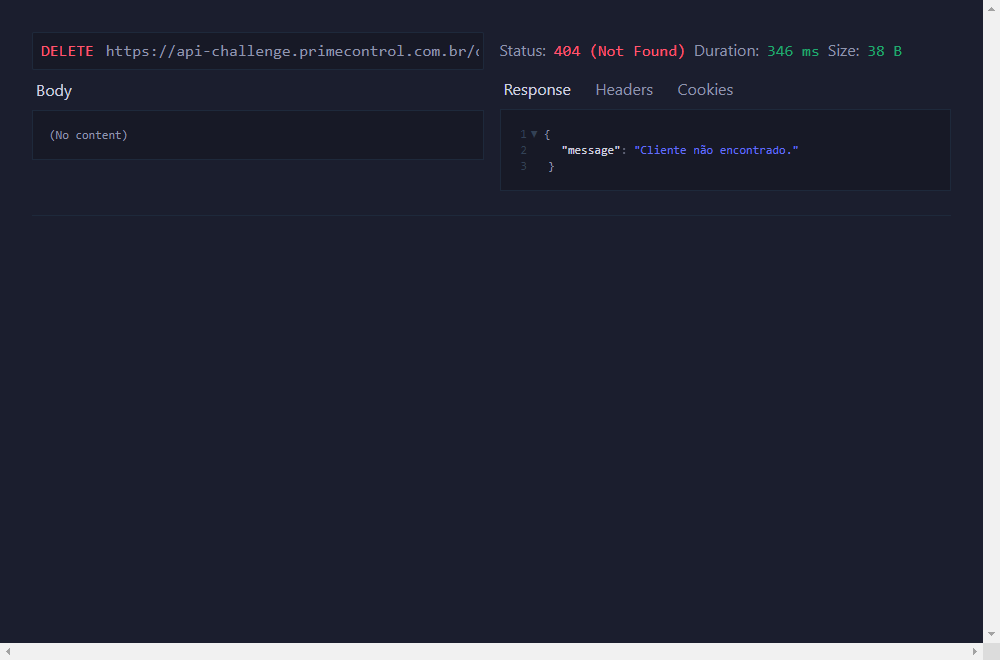 DELETE https://api-challenge.primecontrol.com.br/
Status: 404 (Not Found) Duration: 346 ms Size: 38 B
Body
Response Headers Cookies
(No content)
1 ▼ {
2 "message": "Cliente não encontrado."
3 }